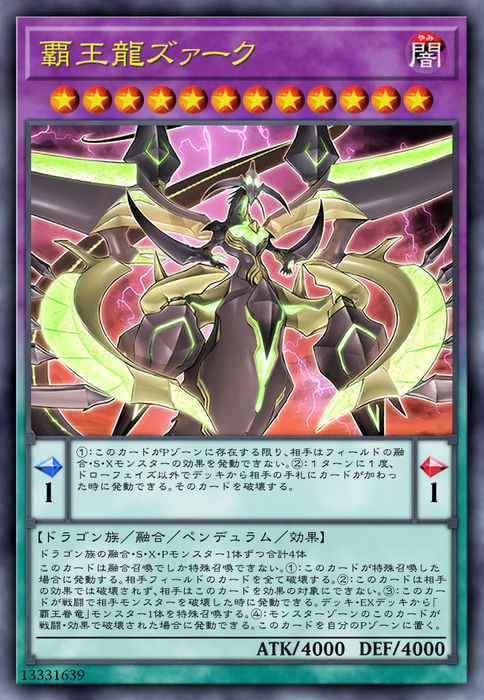 覇王龍ズァーク
やみ
闇
①:このカードがPゾーンに存在する限り、相手はフィールドの融
合・S・Xモンスターの効果を発動できない。②:1ターンに1度、
ドローフェイズ以外でデッキから相手の手札にカードが加わっ
た時に発動できる。そのカードを破壊する。
1
1
【ドラゴン族／融合／ペンデュラム／効果】
ドラゴン族の融合・S・X・Pモンスター1体ずつ合計4体
このカードは融合召喚でしか特殊召喚できない。①:このカードが特殊召喚した
場合に発動する。相手フィールドのカードを全て破壊する。②:このカードは相手
の効果では破壊されず、相手はこのカードを効果の対象にできない。③:このカー
ドが戦闘で相手モンスターを破壊した時に発動できる。デッキ・EXデッキから「
覇王眷竜」モンスター1体を特殊召喚する。④:モンスターゾーンのこのカードが
戦闘・効果で破壊された場合に発動できる。このカードを自分のPゾーンに置く。
ATK/4000 DEF/4000
13331639